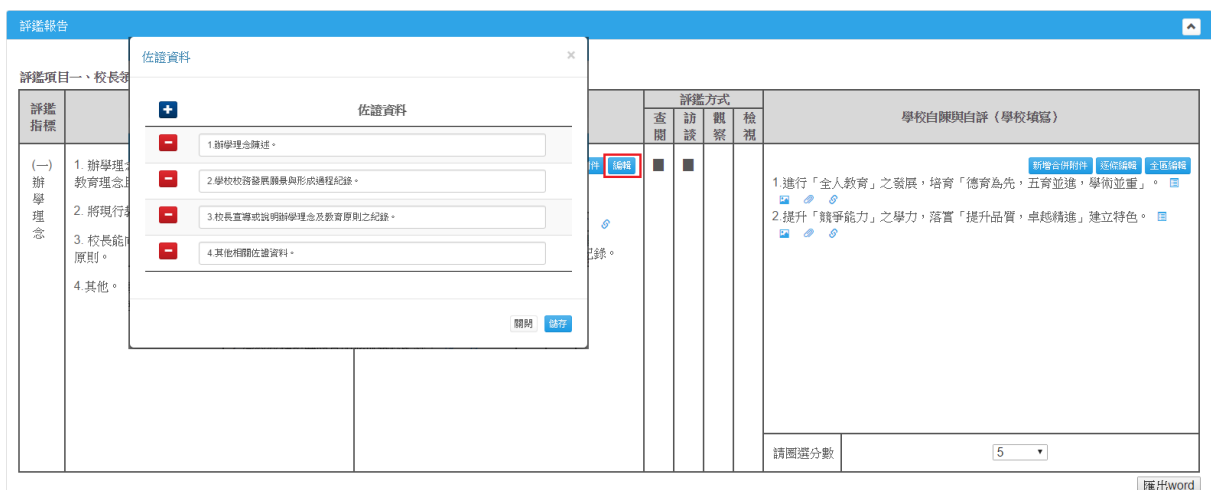 評鑑報告
評鑑項目一、校長領
佐證資料
×
佐證資料
1.辦學理念陳述。
2.學校校務發展願景與形成過程紀錄。
3.校長宣導或說明辦學理念及教育原則之紀錄。
4.其他相關佐證資料。
關閉 儲存
評鑑
指標
評鑑方式
查閱
訪談
觀察
檢視
學校自陳與自評（學校填寫）
(一)
辦
學
理
念
1. 辦學理
教育理念
2. 將現行
3. 校長能
原則。
4.其他。
附件 編輯
紀錄。
新增合併附件 逐條編輯 全區編輯
1.進行「全人教育」之發展，培育「德育為先，五育並進，學術並重」。
2.提升「競爭能力」之學力，落實「提升品質，卓越精進」建立特色。
請圈選分數
5
匯出word